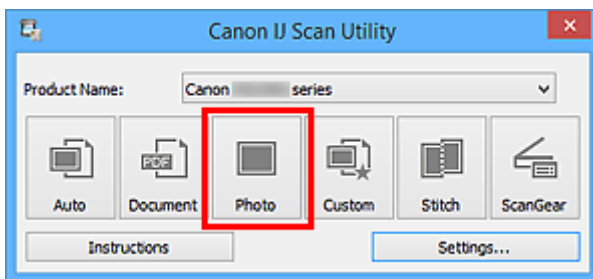 Canon IJ Scan Utility
Product Name: Canon series
PDF
Auto Document Photo Custom Stitch ScanGear
Instructions Settings...